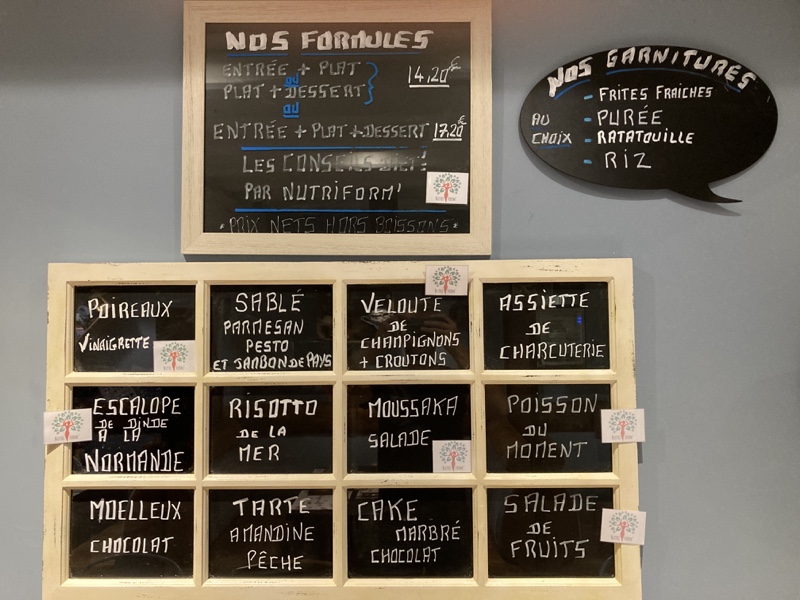 NOS FORMULES
ENTRÉE + PLAT
ou
PLAT + DESSERT
14,20€
ou
ENTRÉE + PLAT + DESSERT 17,20€
LES CONSEILS DIET!
PAR NUTRIFORM'
* PRIX NETS HORS BOISSONS *
NOS GARNITURES
AU CHOIX
- FRITES FRAICHES
- PURÉE
- RATATOUILLE
- RIZ
POIREAUX
VINAIGRETTE
SABLÉ
PARMESAN
PESTO
ET JAMBON DE PAYS
VELOUTE
DE
CHAMPIGNONS
+ CROUTONS
ASSIETTE
DE
CHARCUTERIE
ESCALOPE
DE DINDE
À LA
NORMANDE
RISOTTO
DE LA
MER
MOUSSAKA
SALADE
POISSON
DU
MOMENT
MOELLEUX
CHOCOLAT
TARTE
AMANDINE
PÊCHE
CAKE
MARBRÉ
CHOCOLAT
SALADE
DE
FRUITS